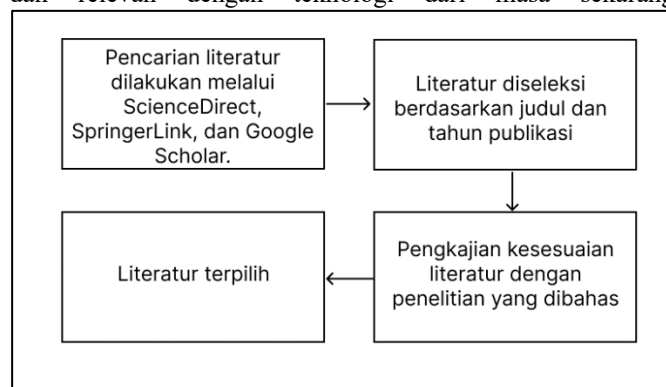 dan relevan dengan teknologi dari masa sekarang
Pencarian literatur
dilakukan melalui
ScienceDirect,
SpringerLink, dan Google
Scholar.
Literatur diseleksi
berdasarkan judul dan
tahun publikasi
Pengkajian kesesuaian
literatur dengan
penelitian yang dibahas
Literatur terpilih